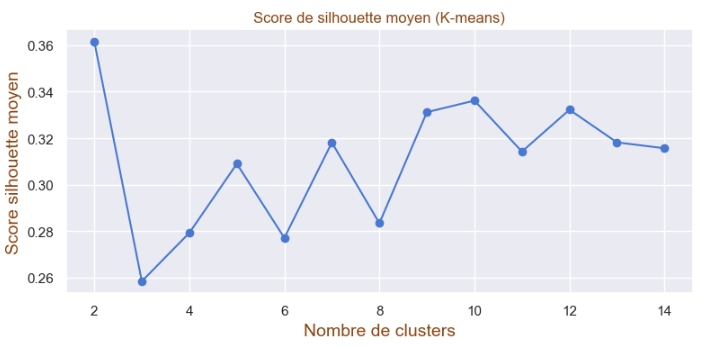 Score de silhouette moyen (K-means)
Score silhouette moyen
0.36
0.34
0.32
0.30
0.28
0.26
2 4 6 8 10 12 14
Nombre de clusters